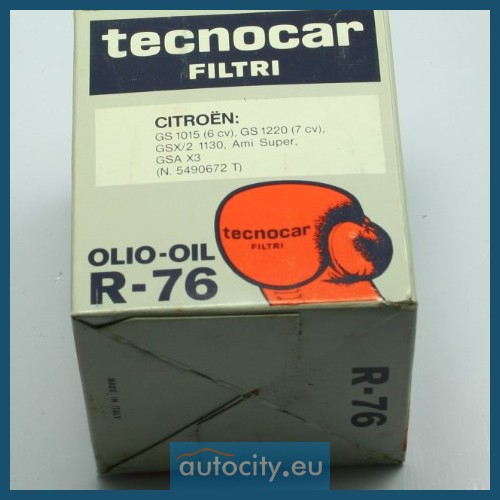 tecnocar
FILTRI
CITROËN:
GS 1015 (6 cv), GS 1220 (7 cv),
GSX/2 1130, Ami Super,
GSA X3
(N. 5490672 T)
tecnocar
FILTRI
OLIO-OIL
R-76
MADE IN ITALY
R-76
autocity.eu